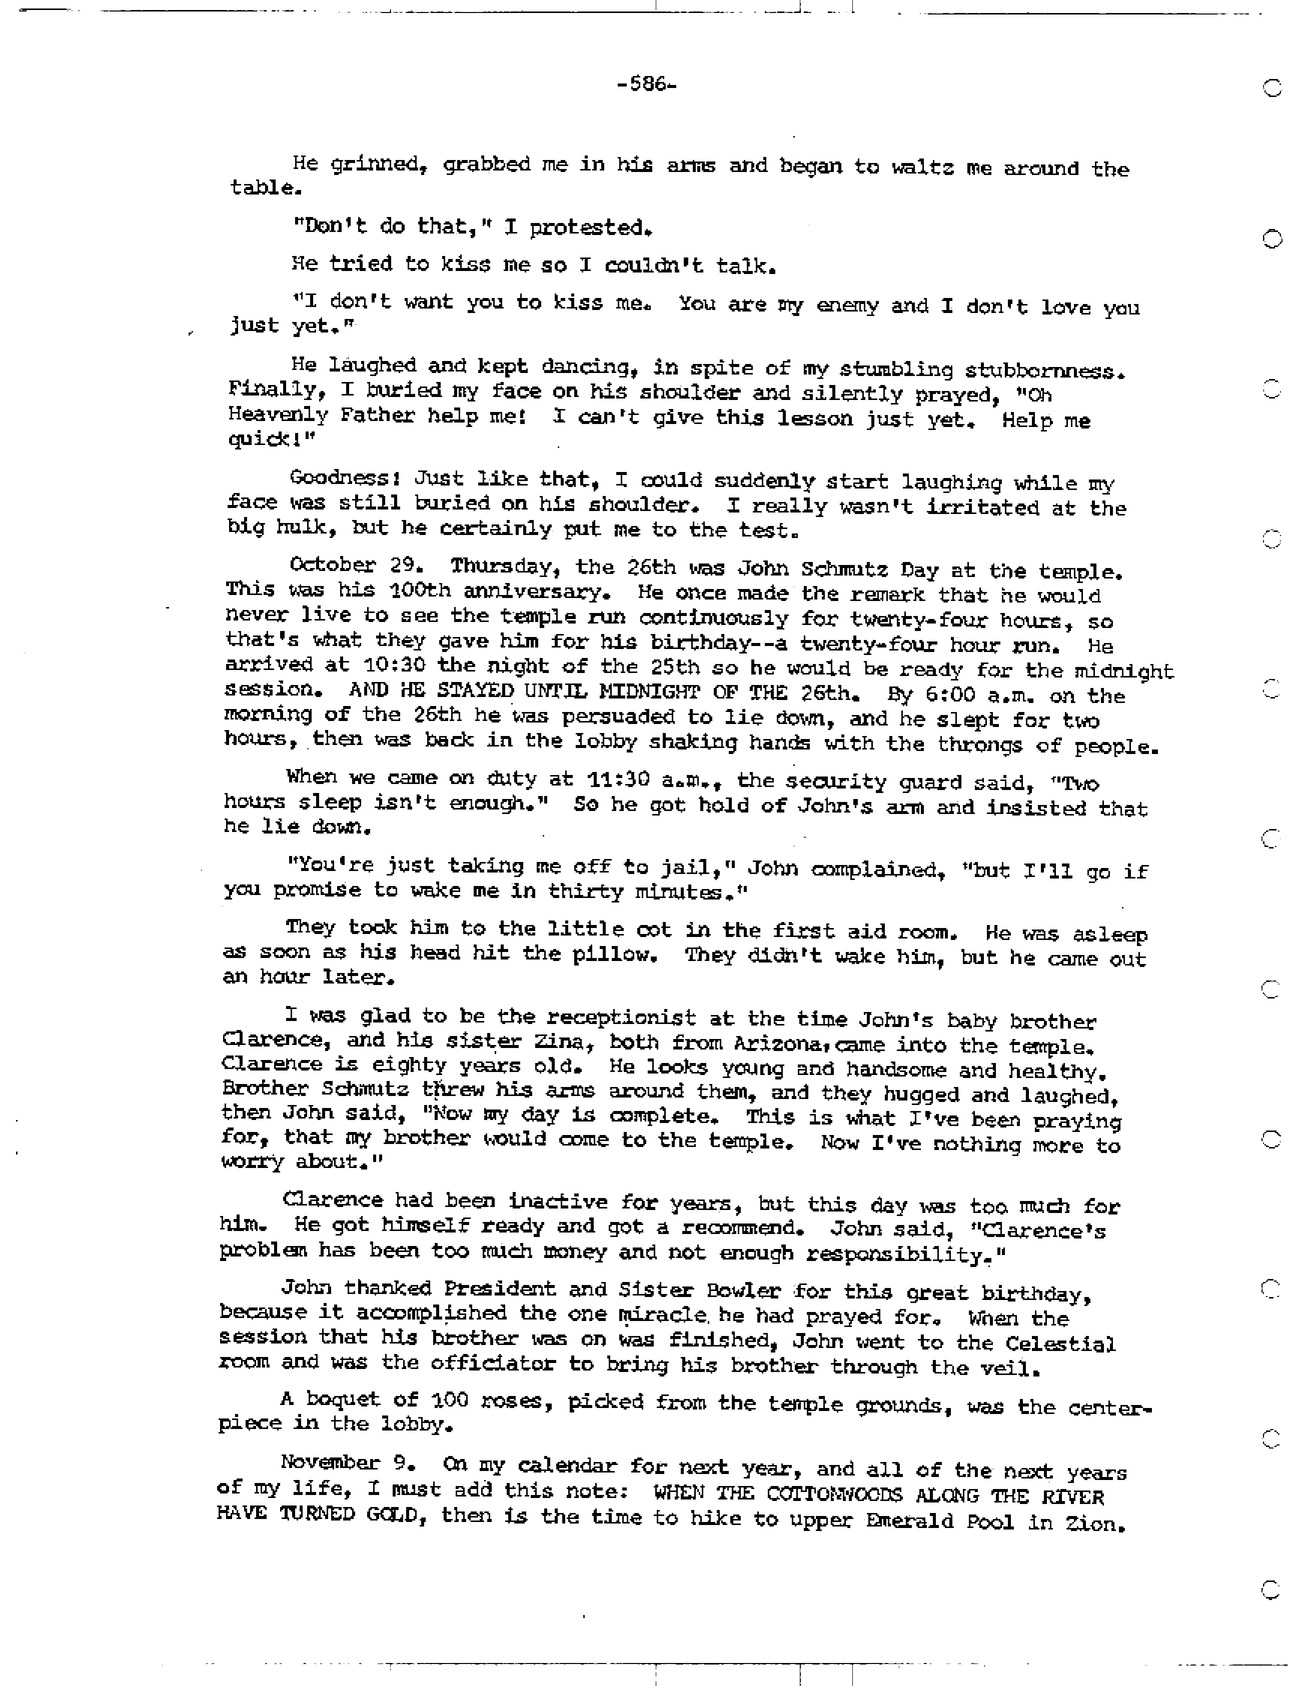 -586-
He grinned, grabbed me in his arms and began to waltz me around the
table.
"Don't do that," I protested.
He tried to kiss me so I couldn't talk.
"I don't want you to kiss me. You are my enemy and I don't love you
just yet."
He laughed and kept dancing, in spite of my stumbling stubbornness.
Finally, I buried my face on his shoulder and silently prayed, "Oh
Heavenly Father help me! I can't give this lesson just yet. Help me
quick!"
Goodness! Just like that, I could suddenly start laughing while my
face was still buried on his shoulder. I really wasn't irritated at the
big hulk, but he certainly put me to the test.
October 29. Thursday, the 26th was John Schmutz Day at the temple.
This was his 100th anniversary. He once made the remark that he would
never live to see the temple run continuously for twenty-four hours, so
that's what they gave him for his birthday--a twenty-four hour run. He
arrived at 10:30 the night of the 25th so he would be ready for the midnight
session. AND HE STAYED UNTIL MIDNIGHT OF THE 26th. By 6:00 a.m. on the
morning of the 26th he was persuaded to lie down, and he slept for two
hours, then was back in the lobby shaking hands with the throngs of people.
When we came on duty at 11:30 a.m., the security guard said, "Two
hours sleep isn't enough." So he got hold of John's arm and insisted that
he lie down.
"You're just taking me off to jail," John complained, "but I'll go if
you promise to wake me in thirty minutes."
They took him to the little cot in the first aid room. He was asleep
as soon as his head hit the pillow. They didn't wake him, but he came out
an hour later.
I was glad to be the receptionist at the time John's baby brother
Clarence, and his sister Zina, both from Arizona, came into the temple.
Clarence is eighty years old. He looks young and handsome and healthy.
Brother Schmutz threw his arms around them, and they hugged and laughed,
then John said, "Now my day is complete. This is what I've been praying
for, that my brother would come to the temple. Now I've nothing more to
worry about."
Clarence had been inactive for years, but this day was too much for
him. He got himself ready and got a recommend. John said, "Clarence's
problem has been too much money and not enough responsibility."
John thanked President and Sister Bowler for this great birthday,
because it accomplished the one miracle he had prayed for. When the
session that his brother was on was finished, John went to the Celestial
room and was the officiator to bring his brother through the veil.
A boquet of 100 roses, picked from the temple grounds, was the center-
piece in the lobby.
November 9. On my calendar for next year, and all of the next years
of my life, I must add this note: WHEN THE COTTONWOODS ALONG THE RIVER
HAVE TURNED GOLD, then is the time to hike to upper Emerald Pool in Zion.